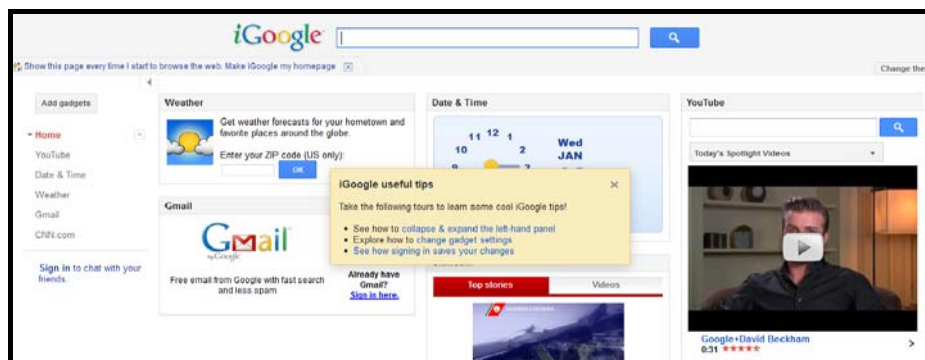 iGoogle
Show this page every time I start to browse the web. Make iGoogle my homepage
Change the
Add gadgets
Home
YouTube
Date & Time
Weather
Gmail
CNN.com
Sign in to chat with your
friends.
Weather
Get weather forecasts for your hometown and
favorite places around the globe.
Enter your ZIP code (US only):
OK
Gmail
Gmail
by Google
Free email from Google with fast search
and less spam
Already have
Gmail?
Sign in here.
Date & Time
11 12 1
10 2
Wed
JAN
iGoogle useful tips
Take the following tours to learn some cool iGoogle tips!
See how to collapse & expand the left-hand panel
Explore how to change gadget settings
See how signing in saves your changes
Top stories
Videos
YouTube
Today's Spotlight Videos
Google+David Beckham
0:31